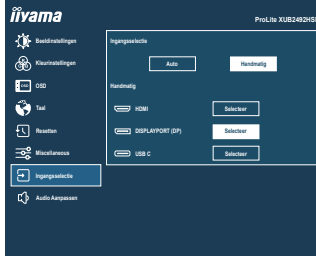 iiyama
ProLite XUB2492HS
Beeldinstellingen
Kleurinstellingen
OSD
OSD
Taal
Resetten
Miscellaneous
Ingangsselectie
Audio Aanpassen
Ingangsselectie
Auto
Handmatig
Handmatig
HDMI
Selecteer
DISPLAYPORT (DP)
Selecteer
USB C
Selecteer